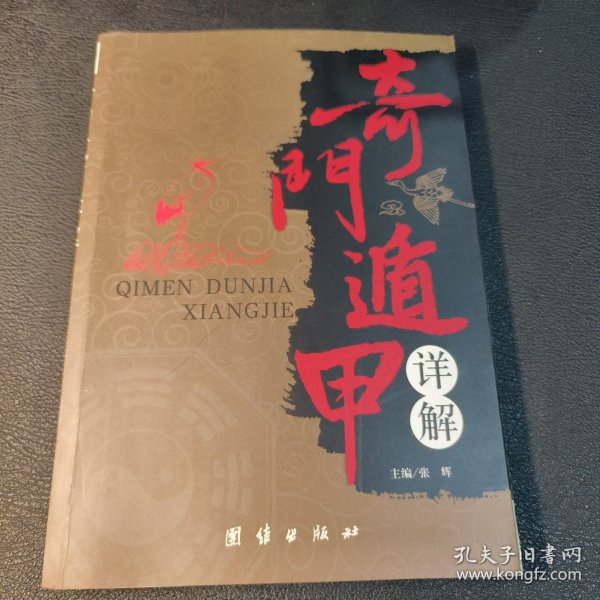 奇門遁甲
详解
QIMEN DUNJIA
XIANGJIE
主编/张 辉
团结出版社
孔夫子旧书网
www.kongfz.com